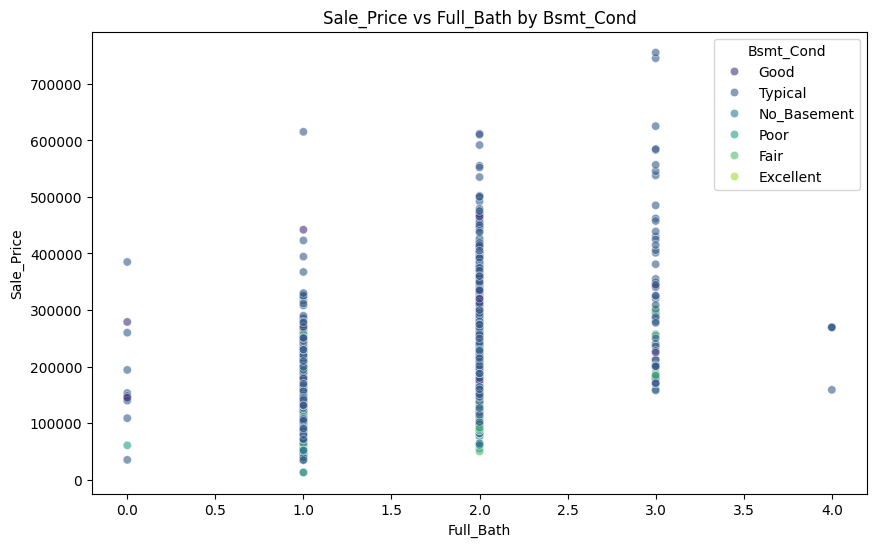 Sale_Price vs Full_Bath by Bsmt_Cond
Bsmt_Cond
Good
Typical
No_Basement
Poor
Fair
Excellent
Sale_Price
700000
600000
500000
400000
300000
200000
100000
0
0.0 0.5 1.0 1.5 2.0 2.5 3.0 3.5 4.0
Full_Bath